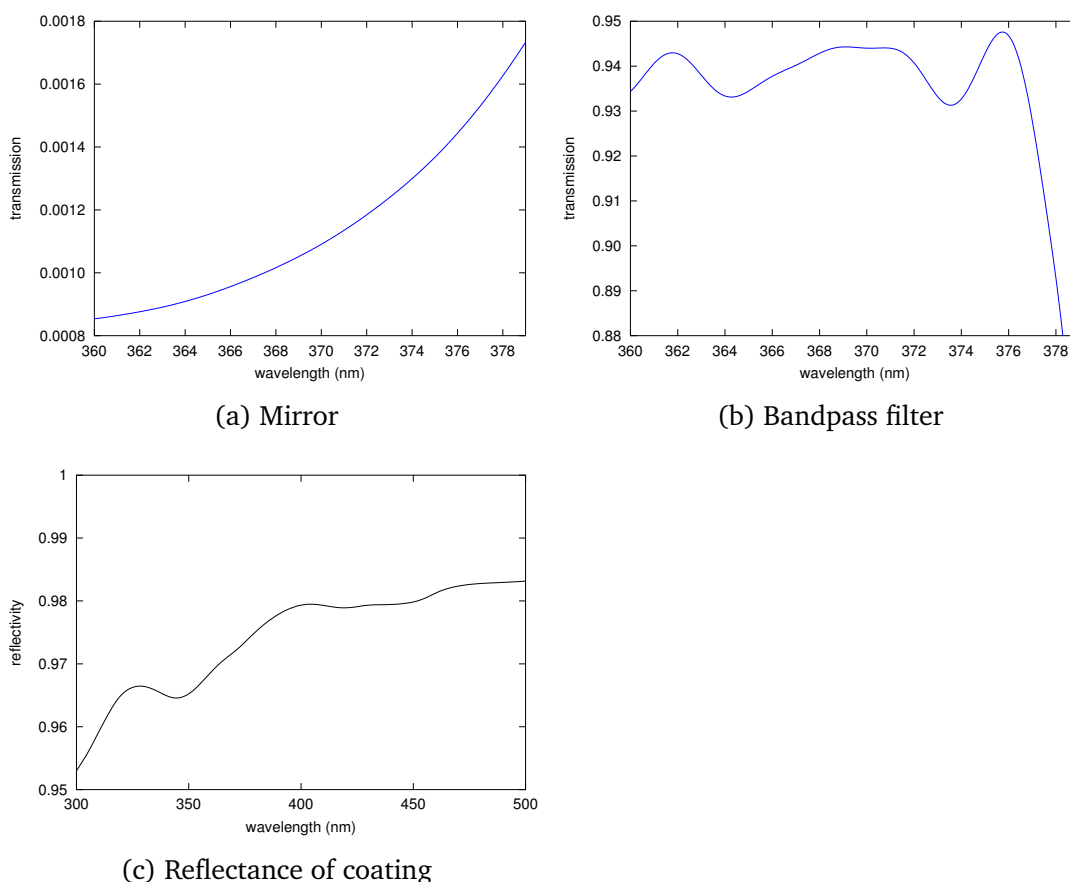 0.0018
0.0016
0.0014
0.0012
0.0010
0.0008
transmission
360 362 364 366 368 370 372 374 376 378
wavelength (nm)
(a) Mirror
0.95
0.94
0.93
0.92
0.91
0.90
0.89
0.88
transmission
360 362 364 366 368 370 372 374 376 378
wavelength (nm)
(b) Bandpass filter
1
0.99
0.98
0.97
0.96
0.95
reflectivity
300 350 400 450 500
wavelength (nm)
(c) Reflectance of coating